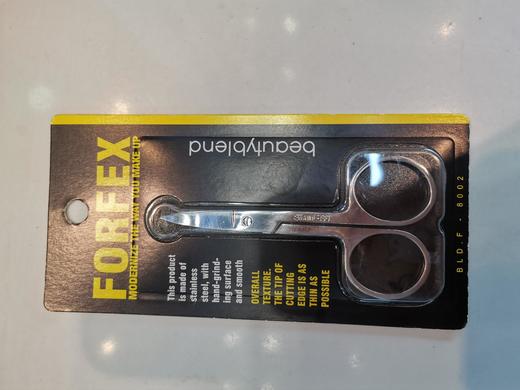 FORFEX
MODERNIZE THE WAY YOU MAKE UP
beautyblend
This product
is made of
stainless
steel, with
hand-grind-
ing surface
and smooth
OVERALL
TEXTURE.
THE TIP OF
CUTTING
EDGE IS AS
THIN AS
POSSIBLE
STAINLESS
BLD.F - 8002